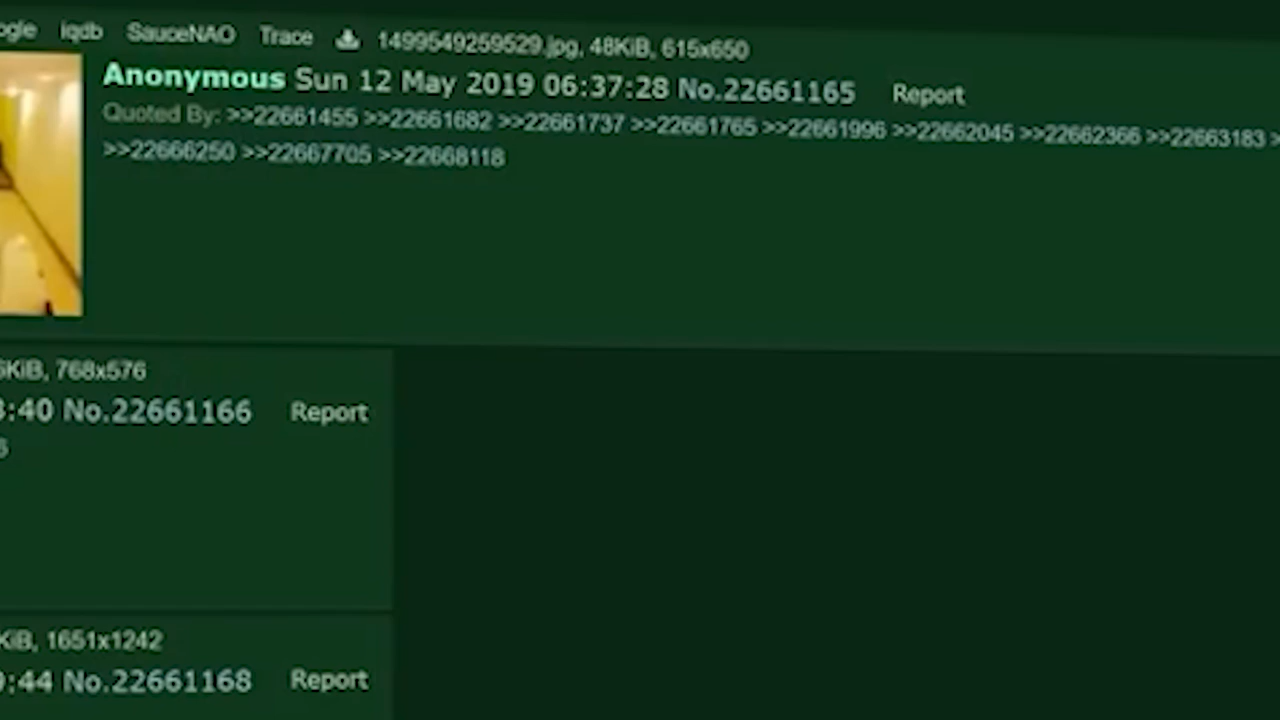 ogle iqdb SauceNAO Trace 1499549259529.jpg, 48KiB, 615x650
Anonymous Sun 12 May 2019 06:37:28 No.22661165 Report
Quoted By: >>22661455 >>22661682 >>22661737 >>22661765 >>22661996 >>22662045 >>22662366 >>22663183 >
>>22666250 >>22667705 >>22668118
KiB, 768x576
:40 No.22661166 Report
KiB, 1651x1242
:44 No.22661168 Report